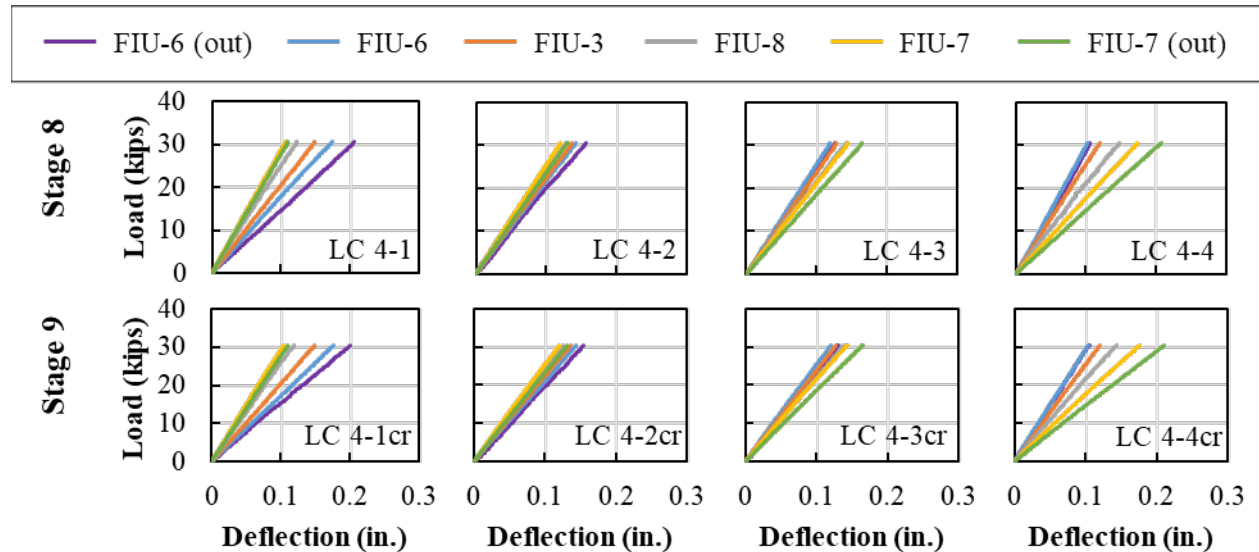 FIU-6 (out) FIU-6 FIU-3 FIU-8 FIU-7 FIU-7 (out)
Stage 8
Load (kips)
40
30
20
10
0
LC 4-1 LC 4-2 LC 4-3 LC 4-4
Stage 9
Load (kips)
40
30
20
10
0
LC 4-1cr LC 4-2cr LC 4-3cr LC 4-4cr
0 0.1 0.2 0.3 0 0.1 0.2 0.3 0 0.1 0.2 0.3 0 0.1 0.2 0.3
Deflection (in.) Deflection (in.) Deflection (in.) Deflection (in.)